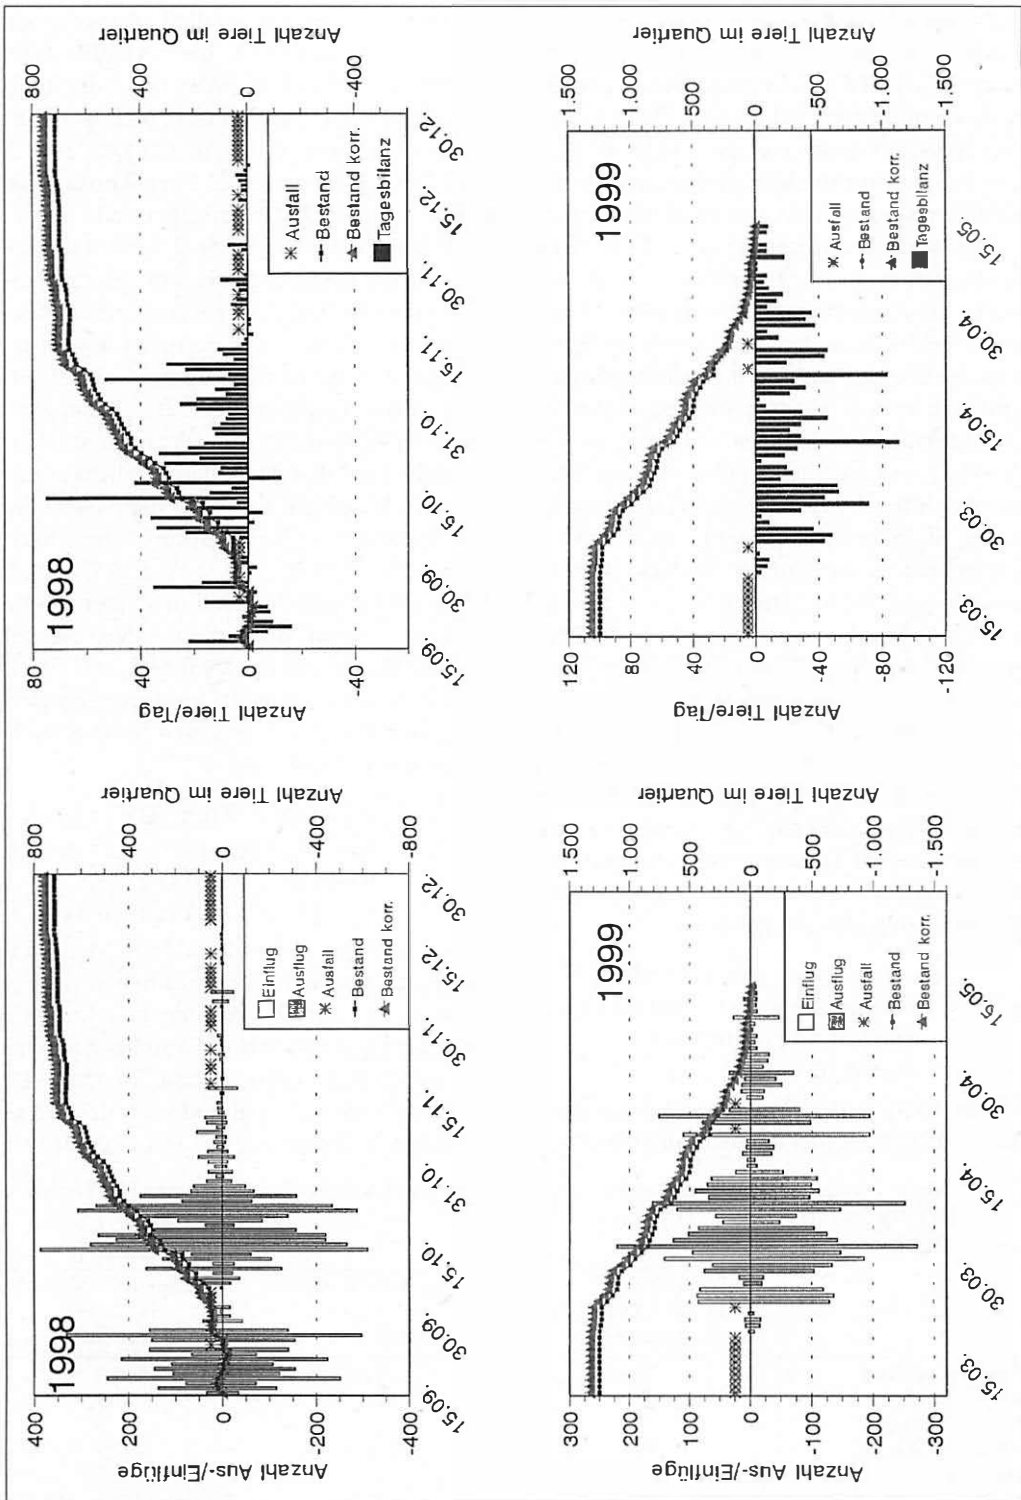 1998
400
200
0
-200
-400
Anzahl Aus-/Einflüge
15.09.
30.09
15.10.
31.10.
15.11.
30.11.
15.12.
30.12.
Einflug
Ausflug
Ausfall
Bestand
Bestand korr.
800
400
0
-400
-800
Anzahl Tiere im Quartier
1998
80
40
0
-40
Anzahl Tiere/Tag
15.09.
30.09.
15.10.
31.10.
15.11.
30.11.
15.12.
30.12.
Ausfall
Bestand
Bestand korr.
Tagesbilanz
800
400
0
-400
Anzahl Tiere im Quartier
1999
300
200
100
0
-100
-200
-300
Anzahl Aus-/Einflüge
15.03.
30.03.
15.04.
30.04.
15.05.
Einflug
Ausflug
Ausfall
Bestand
Bestand korr.
1.500
1.000
500
0
-500
-1.000
-1.500
Anzahl Tiere im Quartier
1999
120
80
40
0
-40
-80
-120
Anzahl Tiere/Tag
15.03.
30.03.
15.04.
30.04.
15.05.
Ausfall
Bestand
Bestand korr.
Tagesbilanz
1.500
1.000
500
0
-500
-1.000
-1.500
Anzahl Tiere im Quartier